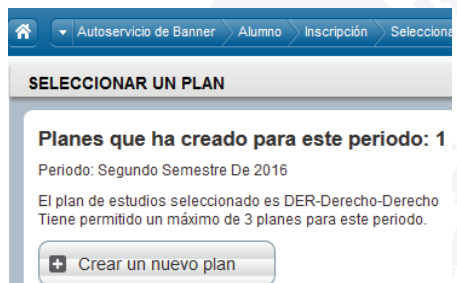 Autoservicio de Banner Alumno Inscripción Selecciona
SELECCIONAR UN PLAN
Planes que ha creado para este periodo: 1
Periodo: Segundo Semestre De 2016
El plan de estudios seleccionado es DER-Derecho-Derecho
Tiene permitido un máximo de 3 planes para este periodo.
Crear un nuevo plan